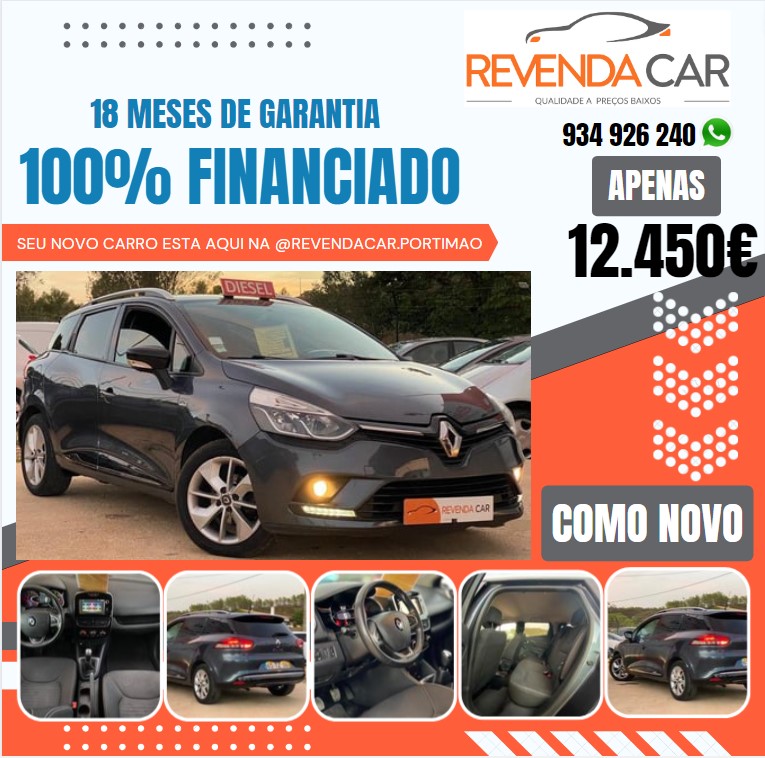 REVENDA CAR
QUALIDADE A PREÇOS BAIXOS
18 MESES DE GARANTIA
934 926 240
100% FINANCIADO
APENAS
SEU NOVO CARRO ESTA AQUI NA @REVENDACAR.PORTIMAO
12.450€
DIESEL
REVENDA CAR
COMO NOVO